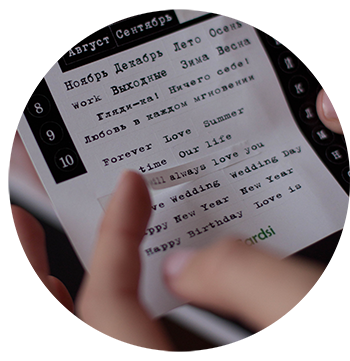 Август Сентябрь
Ноябрь Декабрь Лето Осень
Work Выходные Зима Весна
8 Гляди-ка! Ничего себе!
9 Любовь в каждом мгновении
10 Forever Love Summer
time Our life
always love you
Wedding Wedding Day
New Year New Year
Happy Birthday Love is